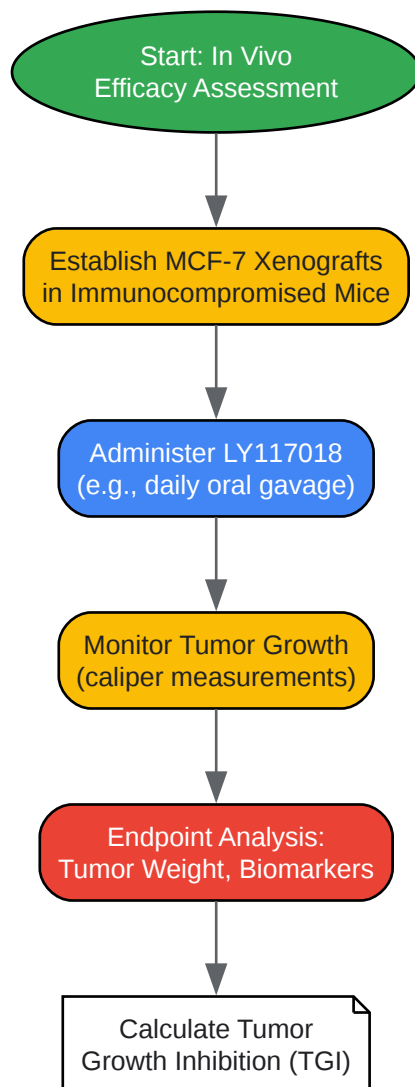 Start: In Vivo
Efficacy Assessment
Establish MCF-7 Xenografts
in Immunocompromised Mice
Administer LY117018
(e.g., daily oral gavage)
Monitor Tumor Growth
(caliper measurements)
Endpoint Analysis:
Tumor Weight, Biomarkers
Calculate Tumor
Growth Inhibition (TGI)